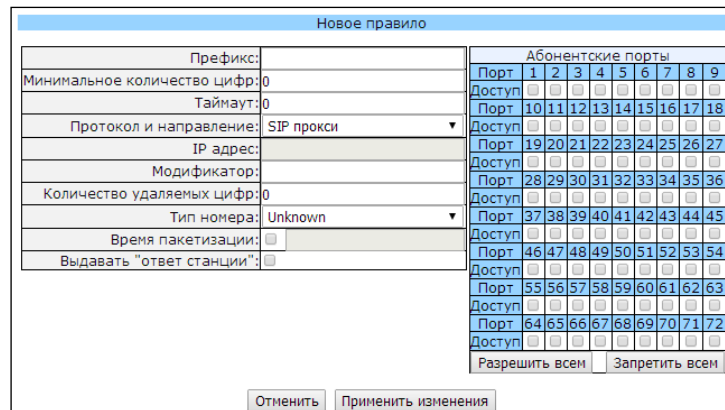 Новое правило
Префикс:
Минимальное количество цифр: 0
Таймаут: 0
Протокол и направление: SIP прокси
IP адрес:
Модификатор:
Количество удаляемых цифр: 0
Тип номера: Unknown
Время пакетизации:
Выдавать "ответ станции":
Абонентские порты
Порт 1 2 3 4 5 6 7 8 9
Доступ
Порт 10 11 12 13 14 15 16 17 18
Доступ
Порт 19 20 21 22 23 24 25 26 27
Доступ
Порт 28 29 30 31 32 33 34 35 36
Доступ
Порт 37 38 39 40 41 42 43 44 45
Доступ
Порт 46 47 48 49 50 51 52 53 54
Доступ
Порт 55 56 57 58 59 60 61 62 63
Доступ
Порт 64 65 66 67 68 69 70 71 72
Доступ
Разрешить всем Запретить всем
Отменить Применить изменения